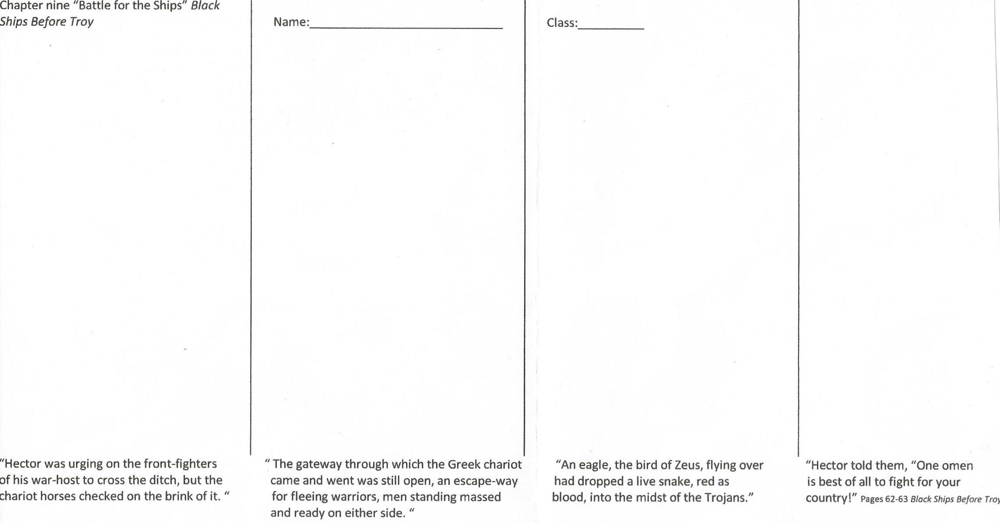 Chapter nine “Battle for the Ships” Black
Ships Before Troy
Name:
Class:
“Hector was urging on the front-fighters
of his war-host to cross the ditch, but the
chariot horses checked on the brink of it. “
“ The gateway through which the Greek chariot
came and went was still open, an escape-way
for fleeing warriors, men standing massed
and ready on either side. “
“An eagle, the bird of Zeus, flying over
had dropped a live snake, red as
blood, into the midst of the Trojans.”
“Hector told them, “One omen
is best of all to fight for your
country!” Pages 62-63 Black Ships Before Troy